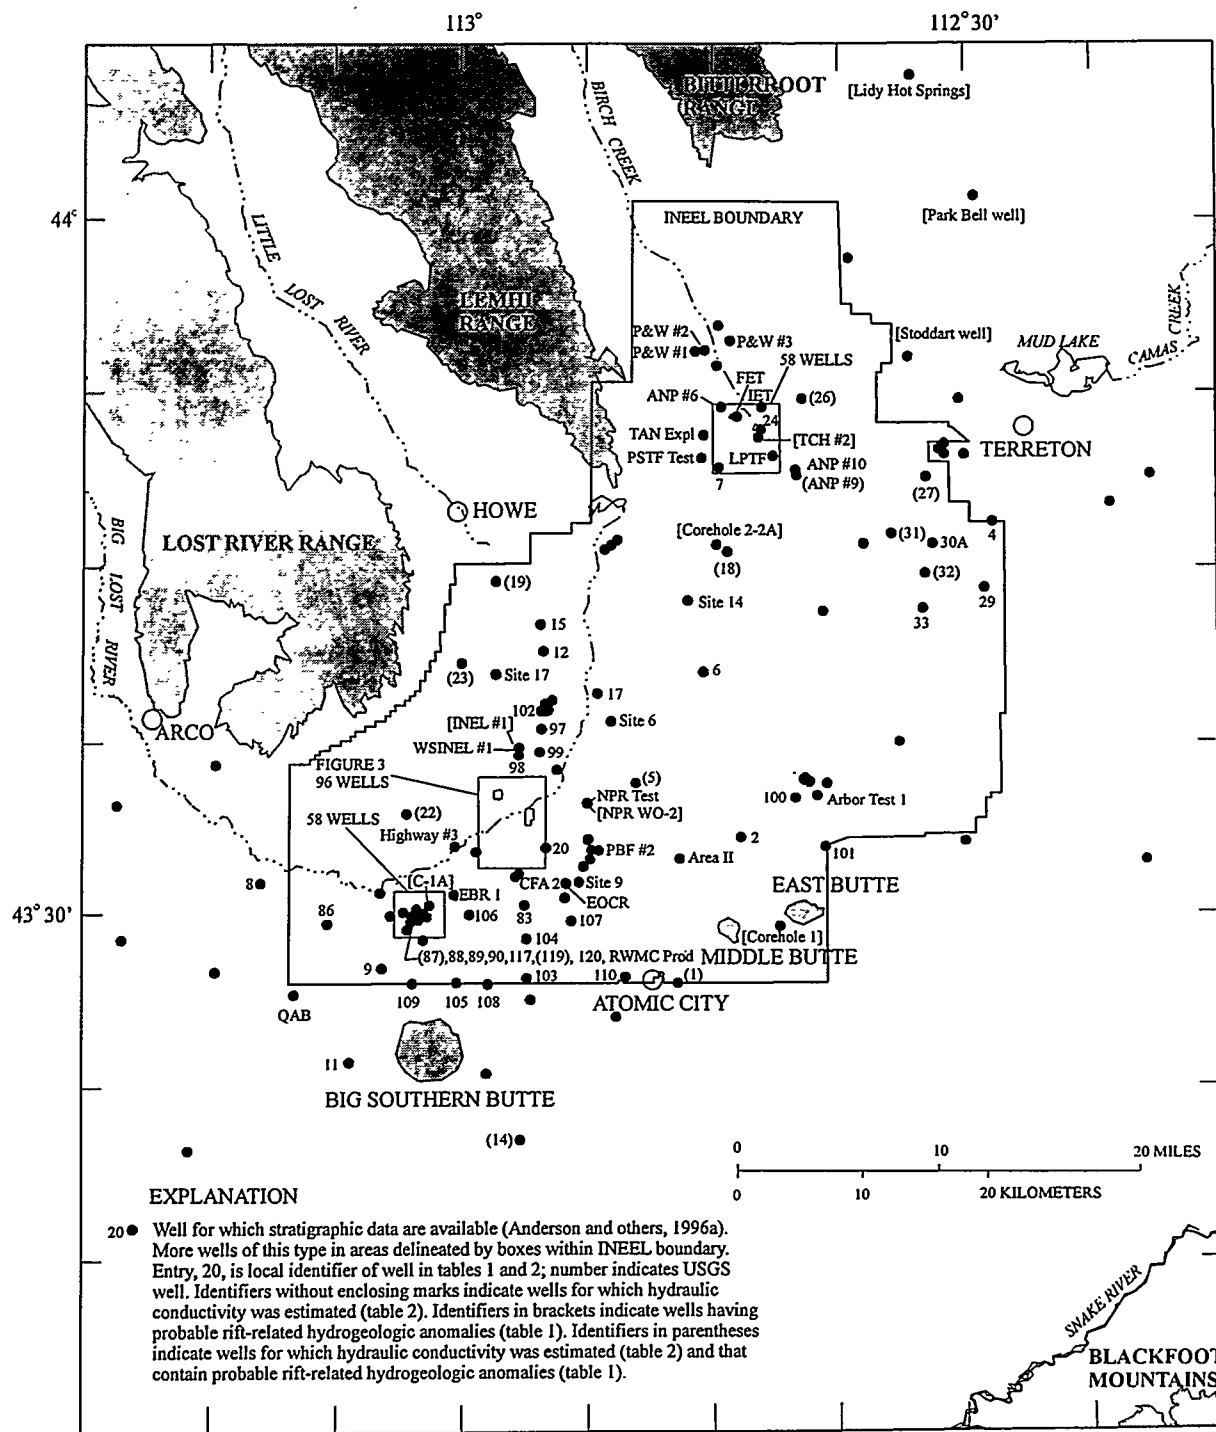 113°
112°30'
BITTERROOT
RANGE
[Lidy Hot Springs]
BIRCH CREEK
[Park Bell well]
44°
INEEL BOUNDARY
LITTLE
LOST
RIVER
LEMHI
RANGE
CAMAS CREEK
P&W #2
P&W #3
[Stoddart well]
MUD LAKE
P&W #1
58 WELLS
FET
IET
ANP #6
(26)
24
TAN Expl
[TCH #2]
TERRETON
PSTF Test
LPTF
ANP #10
(ANP #9)
7
(27)
HOWE
BIG LOST RIVER
LOST RIVER RANGE
[Corehole 2-2A]
(31)
4
30A
(18)
(32)
(19)
Site 14
29
33
15
12
(23)
Site 17
6
17
102
Site 6
ARCO
[INEL #1]
97
WSINEL #1
99
98
FIGURE 3
96 WELLS
(5)
NPR Test
100
Arbor Test 1
[NPR WO-2]
(22)
58 WELLS
Highway #3
2
20
PBF #2
Area II
101
[C-1A]
CFA 2
Site 9
EAST BUTTE
8
EBR 1
EOCR
43°30'
86
106
83
107
[Corehole 1]
104
(87),88,89,90,117,(119), 120, RWMC Prod
MIDDLE BUTTE
9
103
110
(1)
109
105
108
ATOMIC CITY
QAB
11
BIG SOUTHERN BUTTE
(14)
0
10
20 MILES
0
10
20 KILOMETERS
EXPLANATION
20 Well for which stratigraphic data are available (Anderson and others, 1996a).
More wells of this type in areas delineated by boxes within INEEL boundary.
Entry, 20, is local identifier of well in tables 1 and 2; number indicates USGS
well. Identifiers without enclosing marks indicate wells for which hydraulic
conductivity was estimated (table 2). Identifiers in brackets indicate wells having
probable rift-related hydrogeologic anomalies (table 1). Identifiers in parentheses
indicate wells for which hydraulic conductivity was estimated (table 2) and that
contain probable rift-related hydrogeologic anomalies (table 1).
SNAKE RIVER
BLACKFOOT
MOUNTAINS